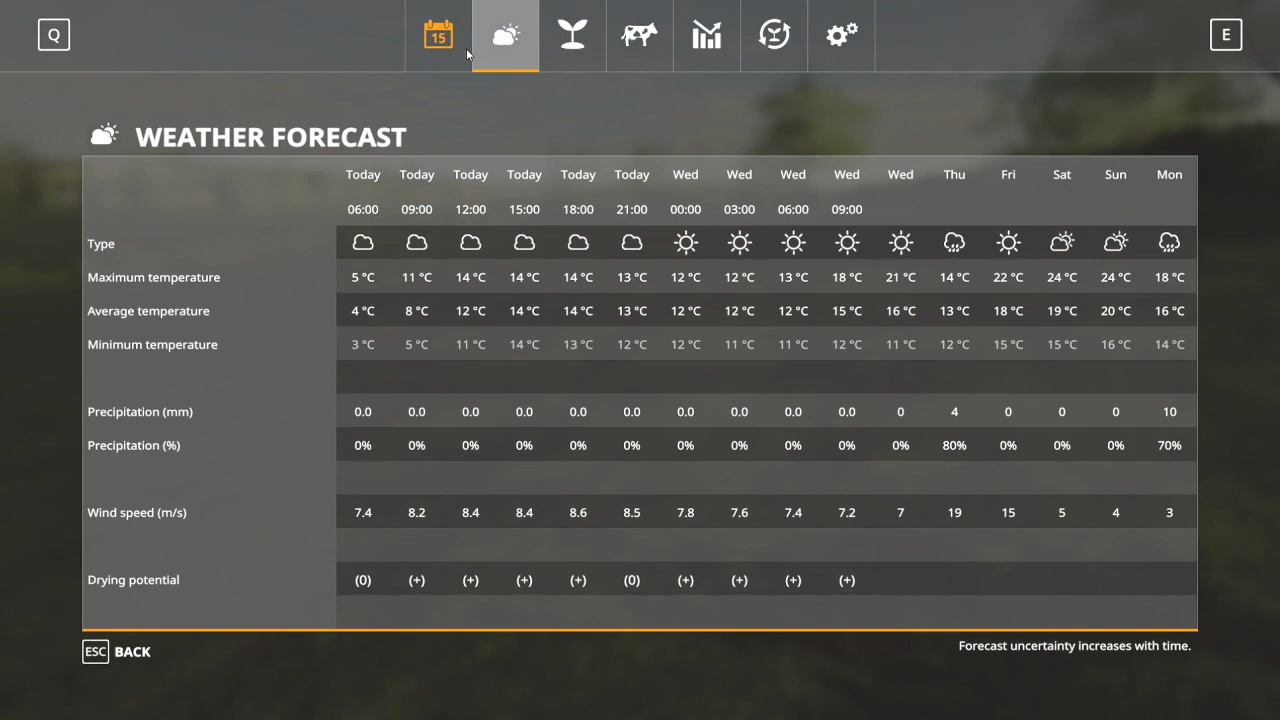 Q 15 E
WEATHER FORECAST
Today Today Today Today Today Today Wed Wed Wed Wed Wed Thu Fri Sat Sun Mon
06:00 09:00 12:00 15:00 18:00 21:00 00:00 03:00 06:00 09:00
Type
Maximum temperature 5 °C 11 °C 14 °C 14 °C 14 °C 13 °C 12 °C 12 °C 13 °C 18 °C 21 °C 14 °C 22 °C 24 °C 24 °C 18 °C
Average temperature 4 °C 8 °C 12 °C 14 °C 14 °C 13 °C 12 °C 12 °C 12 °C 15 °C 16 °C 13 °C 18 °C 19 °C 20 °C 16 °C
Minimum temperature 3 °C 5 °C 11 °C 14 °C 13 °C 12 °C 12 °C 11 °C 11 °C 12 °C 11 °C 12 °C 15 °C 15 °C 16 °C 14 °C
Precipitation (mm) 0.0 0.0 0.0 0.0 0.0 0.0 0.0 0.0 0.0 0.0 0 4 0 0 0 10
Precipitation (%) 0% 0% 0% 0% 0% 0% 0% 0% 0% 0% 0% 80% 0% 0% 0% 70%
Wind speed (m/s) 7.4 8.2 8.4 8.4 8.6 8.5 7.8 7.6 7.4 7.2 7 19 15 5 4 3
Drying potential (0) (+) (+) (+) (+) (0) (+) (+) (+) (+)
Forecast uncertainty increases with time.
ESC BACK